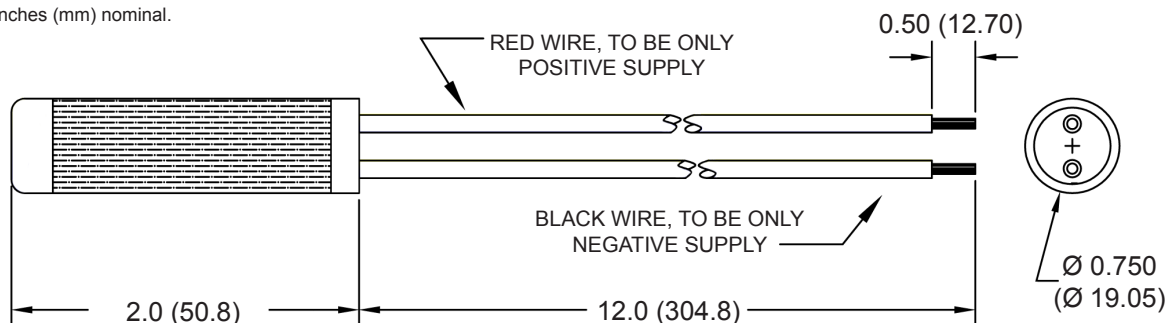 nches (mm) nominal.
0.50 (12.70)
RED WIRE, TO BE ONLY
POSITIVE SUPPLY
BLACK WIRE, TO BE ONLY
NEGATIVE SUPPLY
Ø 0.750
(Ø 19.05)
2.0 (50.8)
12.0 (304.8)